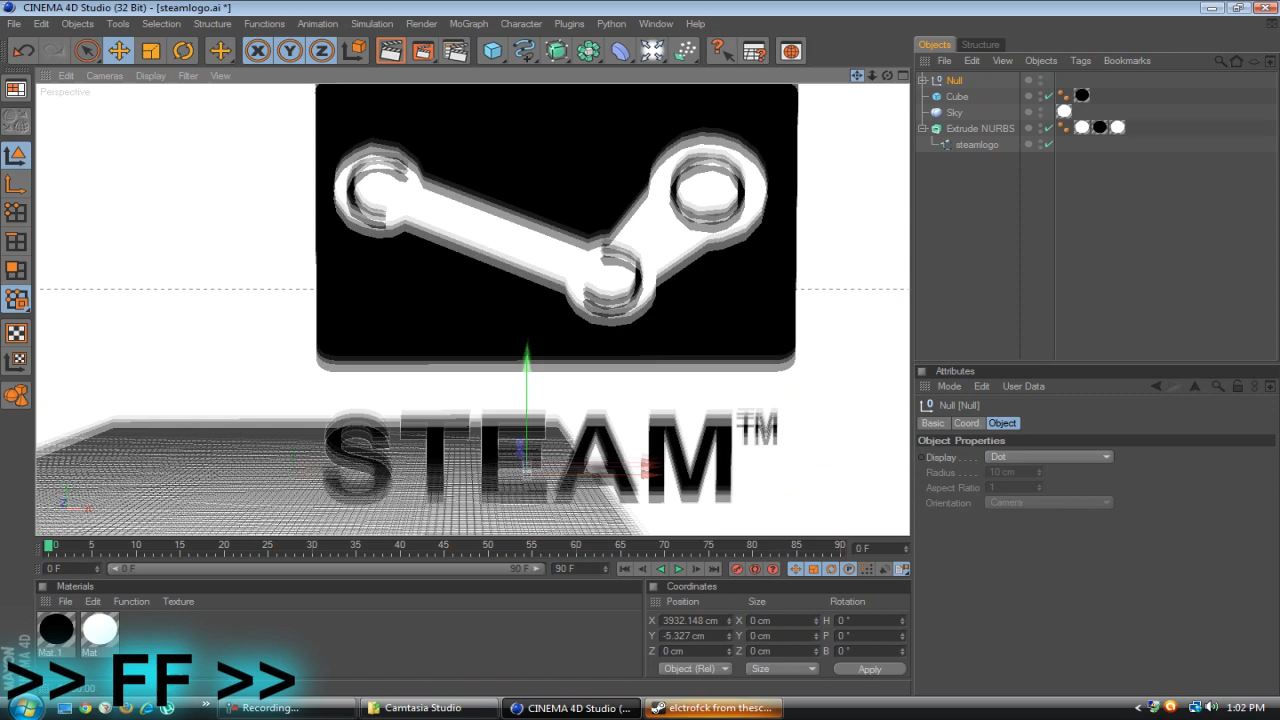 CINEMA 4D Studio (32 Bit) - [steamlogo.ai *]
File Edit Objects Tools Selection Structure Functions Animation Simulation Render MoGraph Character Plugins Python Window Help
X Y Z
Objects Structure
File Edit View Objects Tags Bookmarks
Edit Cameras Display Filter View
Perspective
Null
Cube
Sky
Extrude NURBS
steamlogo
STEAM™
Attributes
Mode Edit User Data
Null [Null]
Basic Coord Object
Object Properties
Display . . . . Dot
Radius . . . . 10 cm
Aspect Ratio 1
Orientation Camera
0 5 10 15 20 25 30 35 40 45 50 55 60 65 70 75 80 85 90 0 F
0 F 0 F 90 F 90 F
Materials
File Edit Function Texture
Mat.1 Mat
Coordinates
Position Size Rotation
X 3932.148 cm X 0 cm H 0 °
Y -5.327 cm Y 0 cm P 0 °
Z 0 cm Z 0 cm B 0 °
Object (Rel) Size Apply
>> FF >>
Recording... Camtasia Studio CINEMA 4D Studio (... elctrofck from thesc... 1:02 PM